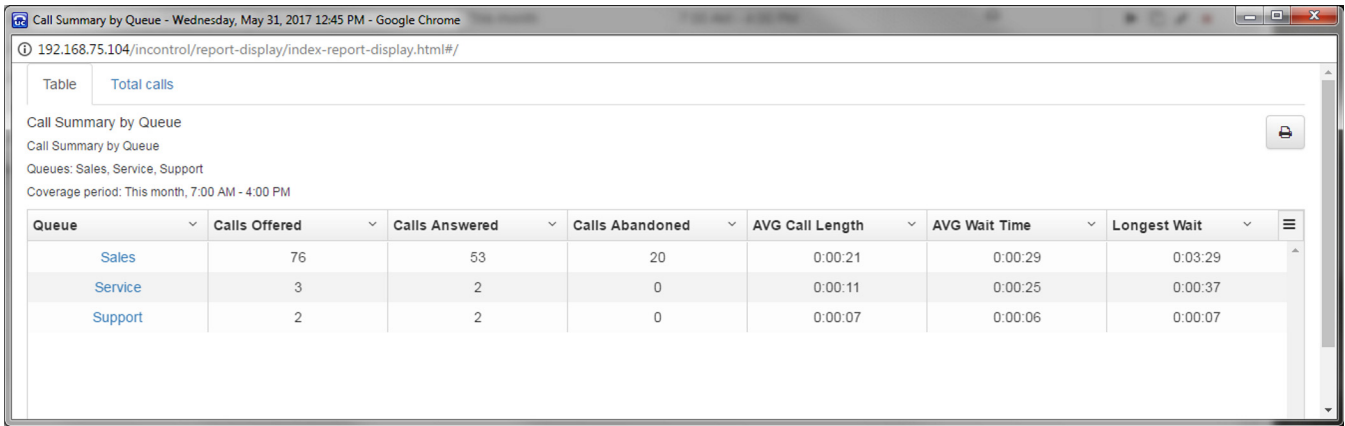 Call Summary by Queue - Wednesday, May 31, 2017 12:45 PM - Google Chrome
192.168.75.104/incontrol/report-display/index-report-display.html#/
Table Total calls
Call Summary by Queue
Call Summary by Queue
Queues: Sales, Service, Support
Coverage period: This month, 7:00 AM - 4:00 PM
Queue Calls Offered Calls Answered Calls Abandoned AVG Call Length AVG Wait Time Longest Wait
Sales 76 53 20 0:00:21 0:00:29 0:03:29
Service 3 2 0 0:00:11 0:00:25 0:00:37
Support 2 2 0 0:00:07 0:00:06 0:00:07